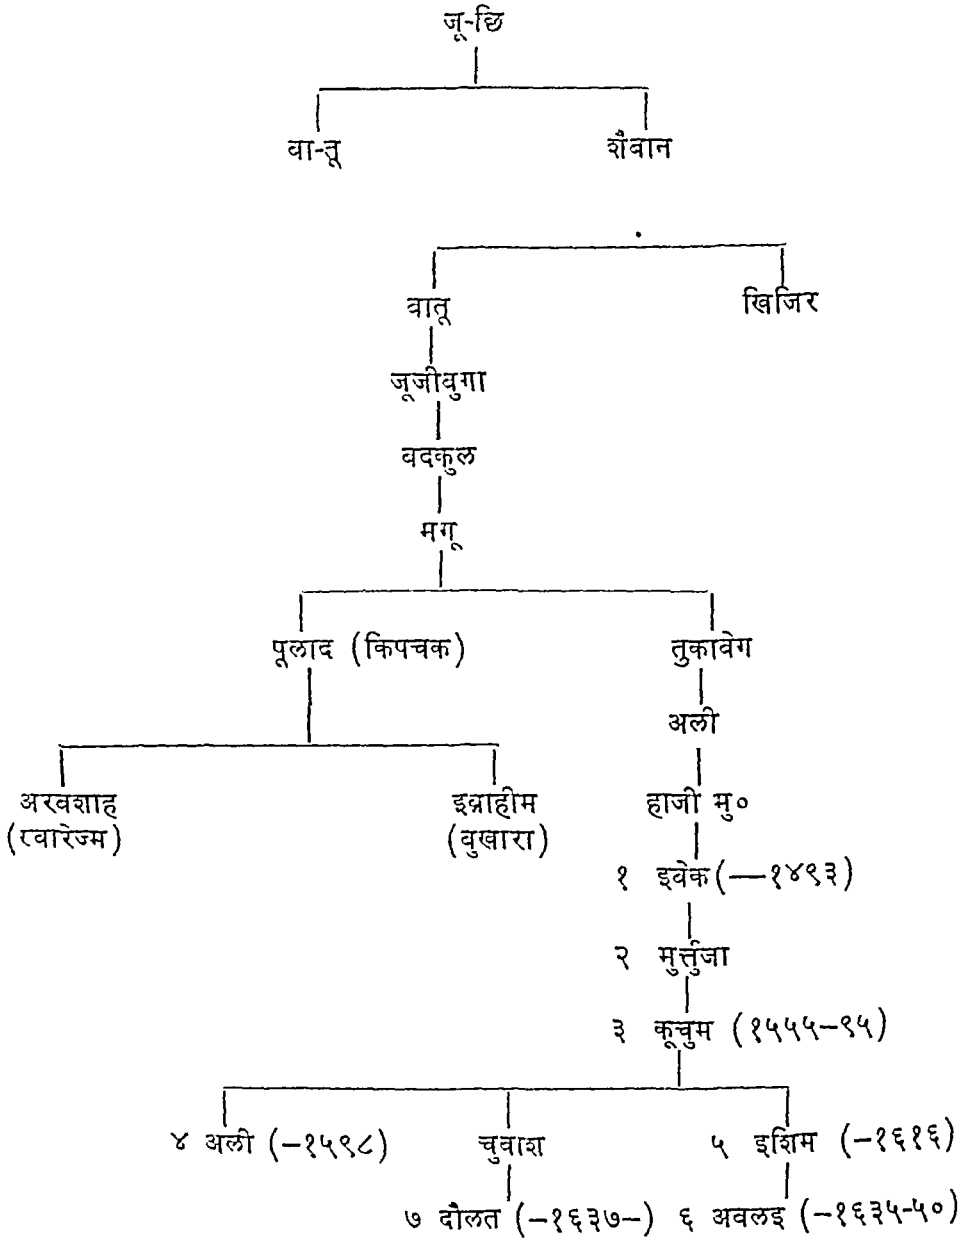 जू-छि
वा-तू शैवान
वातू खिजिर
जूजीवुगा
वदकुल
मगू
पूलाद (किपचक) तुकावेग
अली
अरवशाह इव्राहीम हाजी मु०
(ख्वारेज्म) (वुखारा)
१ इवेक (—१४९३)
२ मुर्त्तुजा
३ कूचुम (१५५५–९५)
४ अली (–१५९८) चुवाश ५ इशिम (–१६१६)
७ दौलत (–१६३७–) ६ अवलइ (–१६३५-५०)